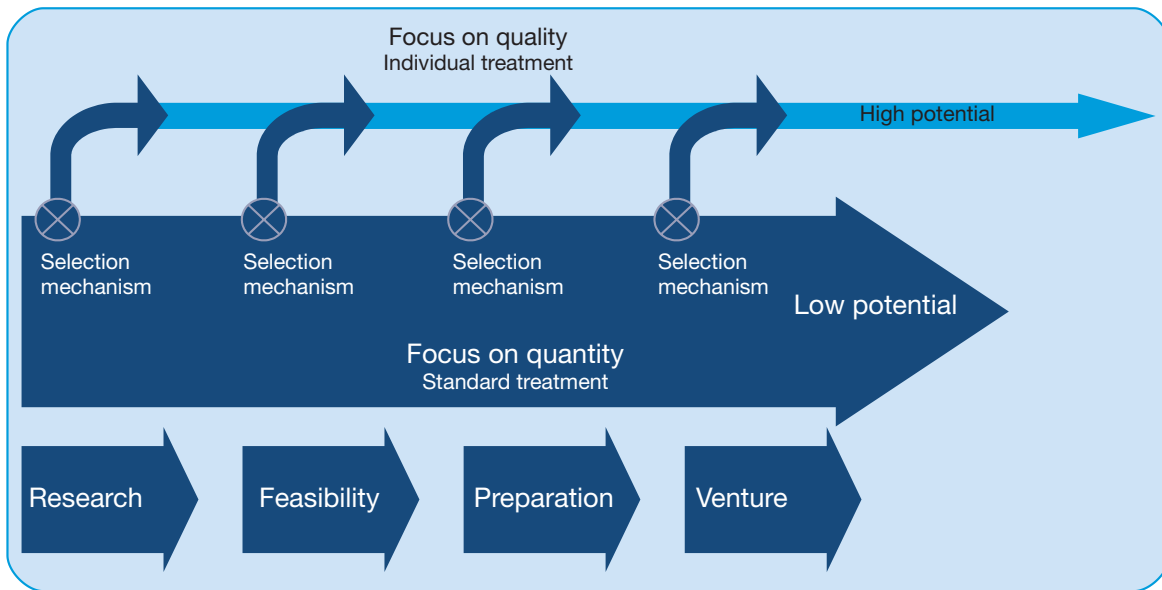 Focus on quality
Individual treatment
High potential
Selection
mechanism
Selection
mechanism
Selection
mechanism
Selection
mechanism
Low potential
Focus on quantity
Standard treatment
Research
Feasibility
Preparation
Venture